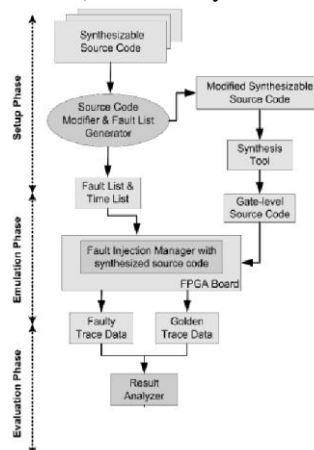 Setup Phase
Synthesizable
Source Code
Source Code
Modifier & Fault List
Generator
Modified Synthesizable
Source Code
Synthesis
Tool
Fault List &
Time List
Gate-level
Source Code
Emulation Phase
Fault Injection Manager with
synthesized source code
FPGA Board
Faulty
Trace Data
Golden
Trace Data
Evaluation Phase
Result
Analyzer